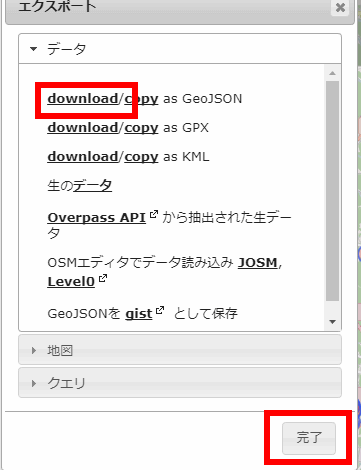 エクスポート
データ
download/copy as GeoJSON
download/copy as GPX
download/copy as KML
生のデータ
Overpass API から抽出された生デー
タ
OSMエディタでデータ読み込み JOSM,
Level0
GeoJSONを gist として保存
地図
クエリ
完了